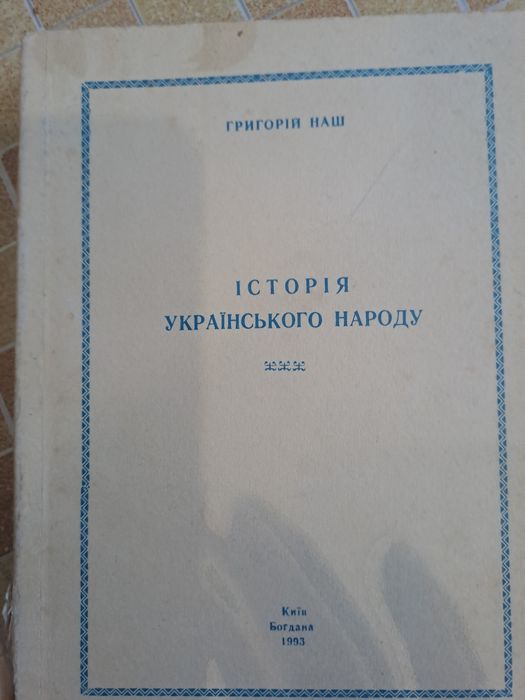 ГРИГОРІЙ НАШ
ІСТОРІЯ
УКРАЇНСЬКОГО НАРОДУ
Київ
Богдана
1993